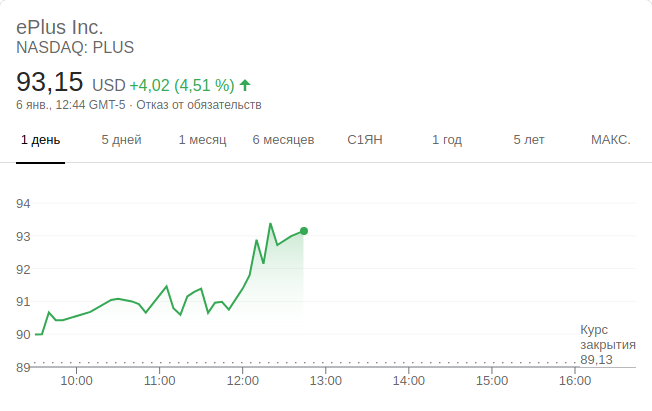 ePlus Inc.
NASDAQ: PLUS
93,15 USD +4,02 (4,51 %)
6 янв., 12:44 GMT-5 · Отказ от обязательств
1 день 5 дней 1 месяц 6 месяцев С1ЯН 1 год 5 лет МАКС.
94
93
92
91
90
89
Курс
закрытия
89,13
10:00 11:00 12:00 13:00 14:00 15:00 16:00